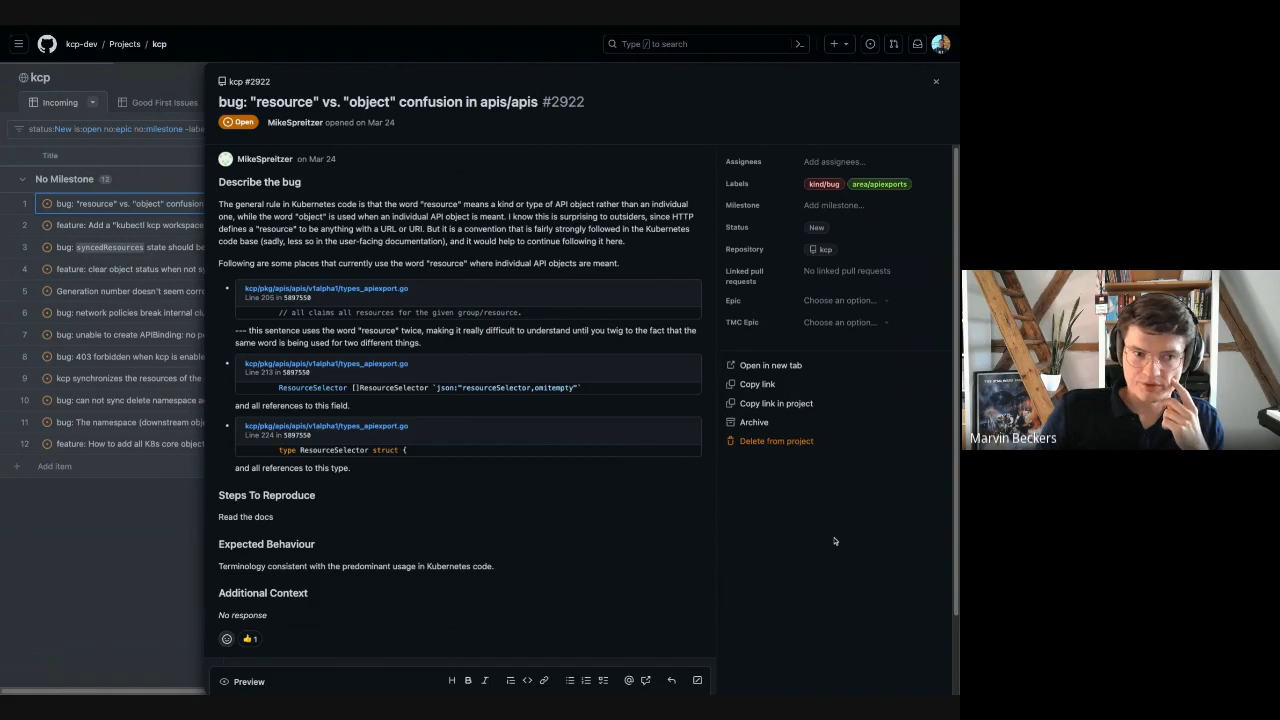 kcp-dev / Projects / kcp
Type / to search
kcp
Incoming
Good First Issues
status:New is:open no:epic no:milestone -labe
Title
No Milestone 12
1 bug: "resource" vs. "object" confusion
2 feature: Add a "kubectl kcp workspace
3 bug: syncedResources state should be
4 feature: clear object status when not sy
5 Generation number doesn't seem corre
6 bug: network policies break internal clu
7 bug: unable to create APIBinding: no pe
8 bug: 403 forbidden when kcp is enable
9 kcp synchronizes the resources of the
10 bug: can not sync delete namespace a
11 bug: The namespace (downstream obj
12 feature: How to add all K8s core object
Add item
kcp #2922
bug: "resource" vs. "object" confusion in apis/apis #2922
Open MikeSpreitzer opened on Mar 24
MikeSpreitzer on Mar 24
Describe the bug
The general rule in Kubernetes code is that the word "resource" means a kind or type of API object rather than an individual
one, while the word "object" is used when an individual API object is meant. I know this is surprising to outsiders, since HTTP
defines a "resource" to be anything with a URL or URI. But it is a convention that is fairly strongly followed in the Kubernetes
code base (sadly, less so in the user-facing documentation), and it would help to continue following it here.
Following are some places that currently use the word "resource" where individual API objects are meant.
kcp/pkg/apis/apis/v1alpha1/types_apiexport.go
Line 205 in 5897550
// all claims all resources for the given group/resource.
--- this sentence uses the word "resource" twice, making it really difficult to understand until you twig to the fact that the
same word is being used for two different things.
kcp/pkg/apis/apis/v1alpha1/types_apiexport.go
Line 213 in 5897550
ResourceSelector []ResourceSelector `json:"resourceSelector,omitempty"`
and all references to this field.
kcp/pkg/apis/apis/v1alpha1/types_apiexport.go
Line 224 in 5897550
type ResourceSelector struct {
and all references to this type.
Steps To Reproduce
Read the docs
Expected Behaviour
Terminology consistent with the predominant usage in Kubernetes code.
Additional Context
No response
👍 1
Preview
Assignees Add assignees...
Labels kind/bug area/apiexports
Milestone Add milestone...
Status New
Repository kcp
Linked pull
requests
No linked pull requests
Epic Choose an option...
TMC Epic Choose an option...
Open in new tab
Copy link
Copy link in project
Archive
Delete from project
Marvin Beckers